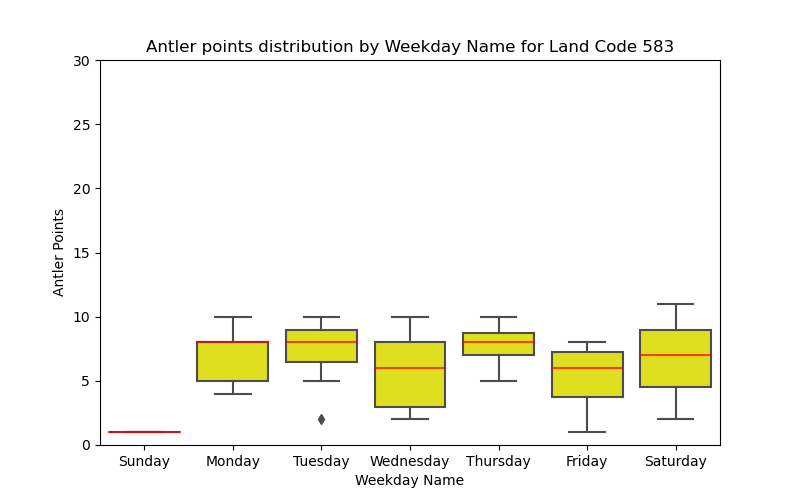 Antler points distribution by Weekday Name for Land Code 583
30
25
20
15
10
5
0
Antler Points
Sunday Monday Tuesday Wednesday Thursday Friday Saturday
Weekday Name